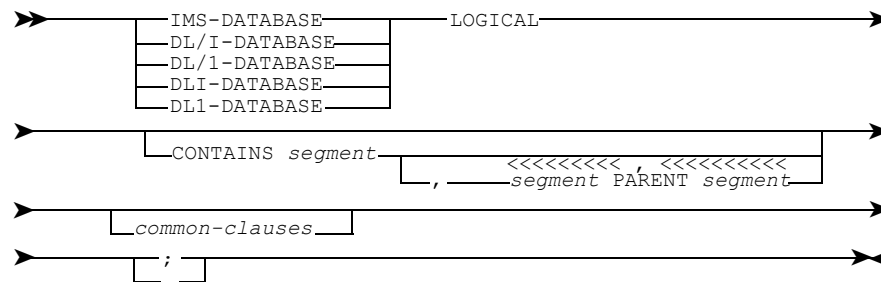 IMS-DATABASE LOGICAL
DL/I-DATABASE
DL/1-DATABASE
DLI-DATABASE
DL1-DATABASE
CONTAINS segment
<<<<<<<<< , <<<<<<<<<<
, segment PARENT segment
common-clauses
;